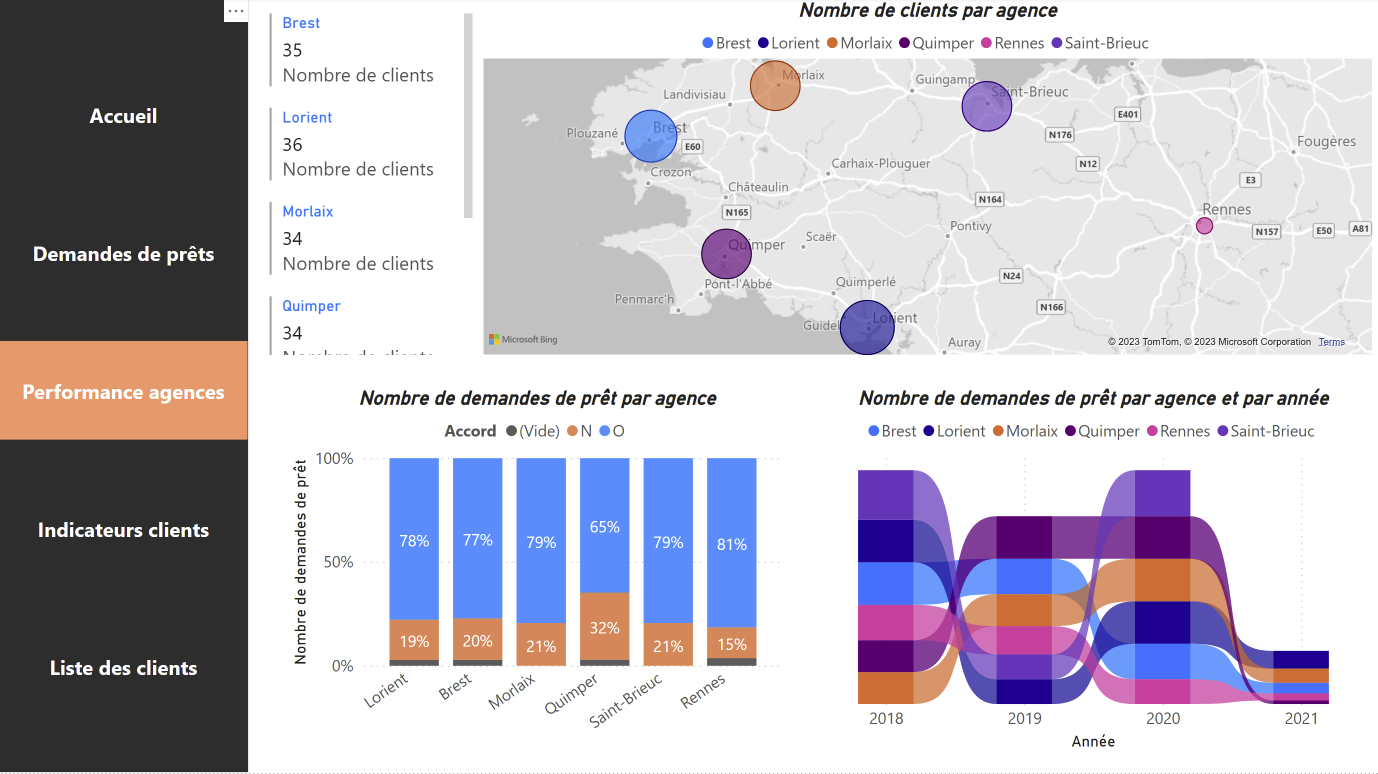 ...
Accueil
Demandes de prêts
Performance agences
Indicateurs clients
Liste des clients
Brest
35
Nombre de clients
Lorient
36
Nombre de clients
Morlaix
34
Nombre de clients
Quimper
34
Nombre de clients
Nombre de clients par agence
Brest Lorient Morlaix Quimper Rennes Saint-Brieuc
Morlaix
Guingamp
Saint-Brieuc
Landivisiau
E401
Plouzané
Brest
N176
Fougères
E60
Carhaix-Plouguer
N12
Crozon
E3
Châteaulin
N164
N165
Rennes
Pontivy
N157
E50
A81
Quimper
Scaër
N24
Pont-l'Abbé
Quimperlé
Penmarc'h
N166
Guidel
Lorient
Auray
Microsoft Bing
© 2023 TomTom, © 2023 Microsoft Corporation Terms
Nombre de demandes de prêt par agence
Accord (Vide) N O
Nombre de demandes de prêt
100%
50%
0%
78% 77% 79% 65% 79% 81%
19% 20% 21% 32% 21% 15%
Lorient
Brest
Morlaix
Quimper
Saint-Brieuc
Rennes
Nombre de demandes de prêt par agence et par année
Brest Lorient Morlaix Quimper Rennes Saint-Brieuc
2018 2019 2020 2021
Année